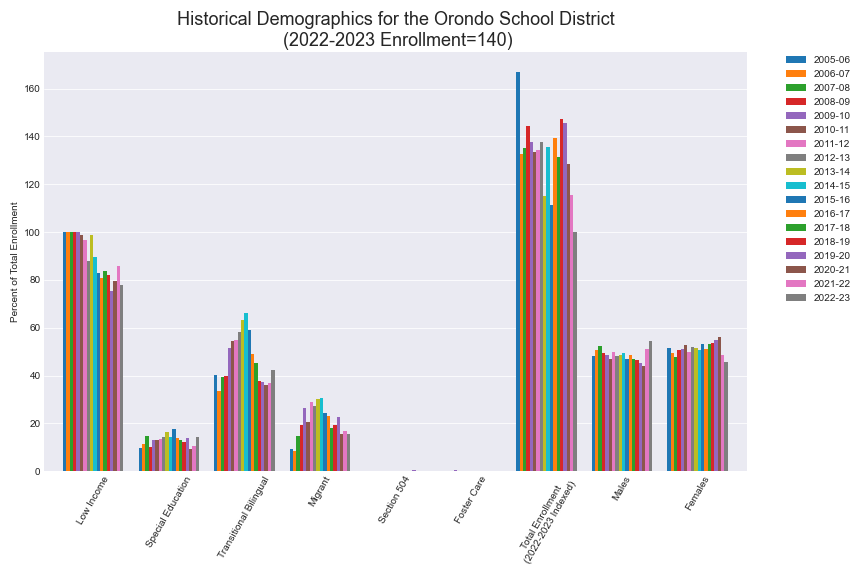 Historical Demographics for the Orondo School District
(2022-2023 Enrollment=140)
Percent of Total Enrollment
160
140
120
100
80
60
40
20
0
Low Income
Special Education
Transitional Bilingual
Migrant
Section 504
Foster Care
Total Enrollment
(2022-2023 Indexed)
Males
Females
2005-06
2006-07
2007-08
2008-09
2009-10
2010-11
2011-12
2012-13
2013-14
2014-15
2015-16
2016-17
2017-18
2018-19
2019-20
2020-21
2021-22
2022-23